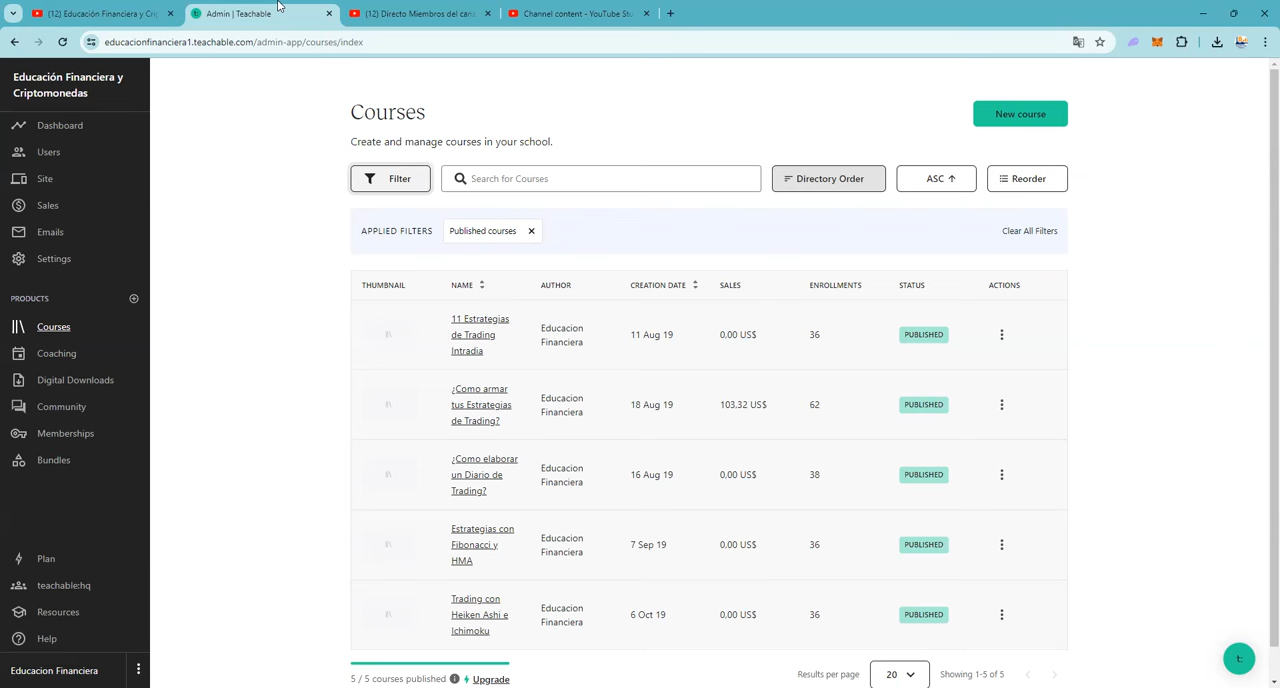 (12) Educación Financiera y Crip
Admin | Teachable
(12) Directo Miembros del cana
Channel content - YouTube Stu
educacionfinanciera1.teachable.com/admin-app/courses/index
Educación Financiera y
Criptomonedas
Dashboard
Users
Site
Sales
Emails
Settings
PRODUCTS
Courses
Coaching
Digital Downloads
Community
Memberships
Bundles
Plan
teachable:hq
Resources
Help
Educacion Financiera
Courses
New course
Create and manage courses in your school.
Filter
Search for Courses
Directory Order
ASC ↑
Reorder
APPLIED FILTERS
Published courses ×
Clear All Filters
THUMBNAIL NAME AUTHOR CREATION DATE SALES ENROLLMENTS STATUS ACTIONS
11 Estrategias
de Trading
Intradia
Educacion
Financiera
11 Aug 19
0,00 US$
36
PUBLISHED
¿Como armar
tus Estrategias
de Trading?
Educacion
Financiera
18 Aug 19
103,32 US$
62
PUBLISHED
¿Como elaborar
un Diario de
Trading?
Educacion
Financiera
16 Aug 19
0,00 US$
38
PUBLISHED
Estrategias con
Fibonacci y
HMA
Educacion
Financiera
7 Sep 19
0,00 US$
36
PUBLISHED
Trading con
Heiken Ashi e
Ichimoku
Educacion
Financiera
6 Oct 19
0,00 US$
36
PUBLISHED
5 / 5 courses published
Upgrade
Results per page
20
Showing 1-5 of 5
t: